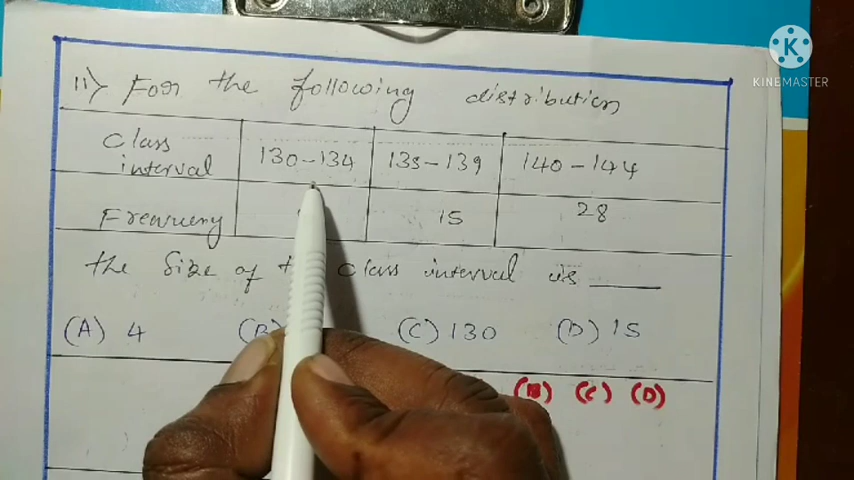 K
KINEMASTER
11) For the following distribution
Class interval 130-134 135-139 140-144
Frequency 15 28
the Size of class interval is ____
(A) 4 (B) (C) 130 (D) 15
(B) (C) (D)